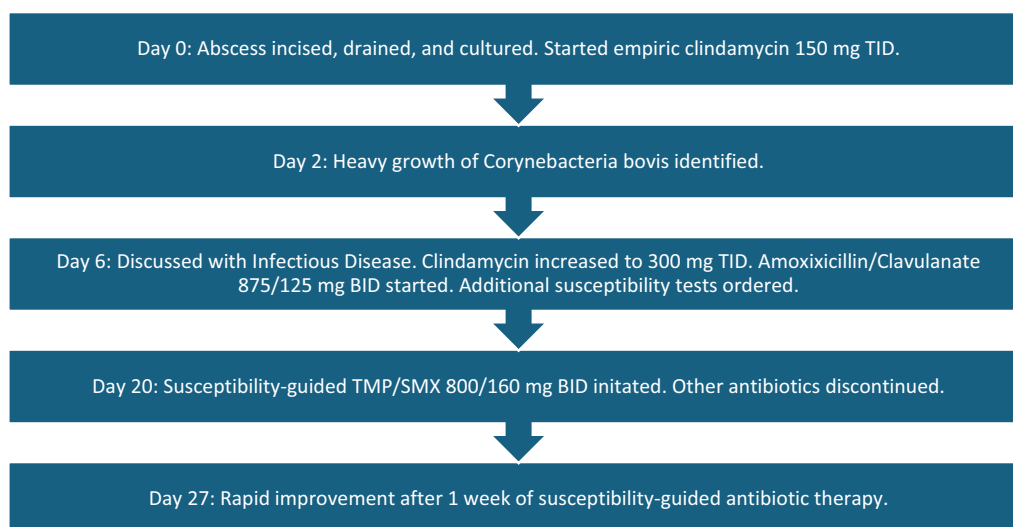 Day 0: Abscess incised, drained, and cultured. Started empiric clindamycin 150 mg TID.
Day 2: Heavy growth of Corynebacteria bovis identified.
Day 6: Discussed with Infectious Disease. Clindamycin increased to 300 mg TID. Amoxixicillin/Clavulanate
875/125 mg BID started. Additional susceptibility tests ordered.
Day 20: Susceptibility-guided TMP/SMX 800/160 mg BID initated. Other antibiotics discontinued.
Day 27: Rapid improvement after 1 week of susceptibility-guided antibiotic therapy.